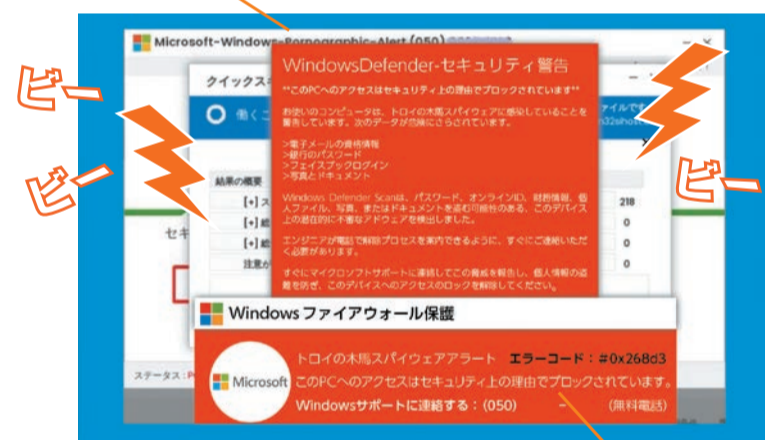 Microsoft-Windows-Pornographic-Alert (050)
クイックス
働くこ
ファイルです
WindowsDefender-セキュリティ警告
**このPCへのアクセスはセキュリティ上の理由でブロックされています**
お使いのコンピュータは、トロイの木馬スパイウェアに感染していることを
警告しています。次のデータが危険にさらされています。
>電子メールの資格情報
>銀行のパスワード
>フェイスブックログイン
>写真とドキュメント
Windows Defender Scanは、パスワード、オンラインID、財務情報、個
人ファイル、写真、またはドキュメントを盗む可能性のある、このデバイス
上の潜在的に不審なアドウェアを検出しました。
エンジニアが電話で解除プロセスを案内できるように、すぐにご連絡いただ
く必要があります。
すぐにマイクロソフトサポートに連絡してこの脅威を報告し、個人情報の盗
難を防ぎ、このデバイスへのアクセスのロックを解除してください。
ビー
ビー
ビー
結果の概要
[+] ス
218
[+] 総
0
[+] 総
0
注意が
0
セキ
Windows ファイアウォール保護
トロイの木馬スパイウェアアラート エラーコード：#0x268d3
Microsoft
このPCへのアクセスはセキュリティ上の理由でブロックされています。
Windowsサポートに連絡する：(050) - (無料電話)
ステータス：